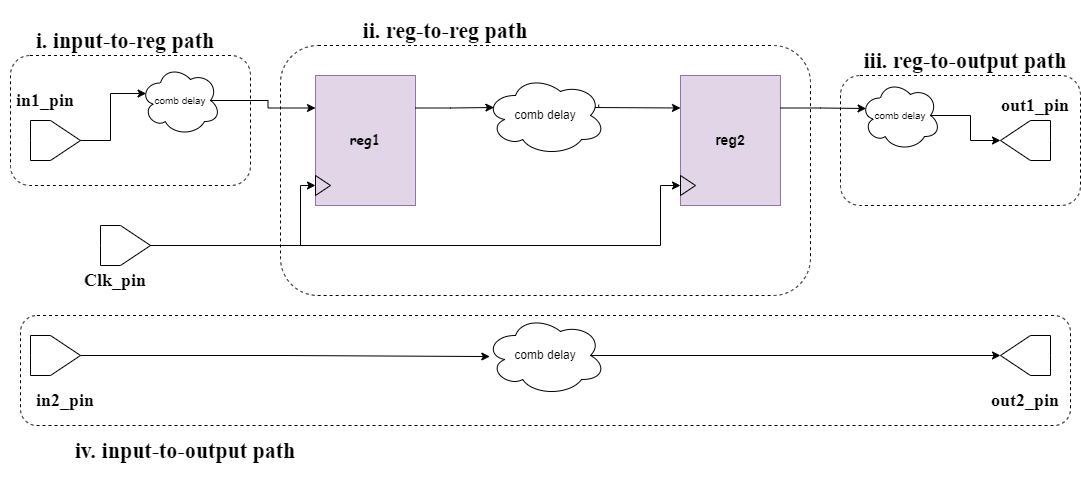 i. input-to-reg path
ii. reg-to-reg path
iii. reg-to-output path
in1_pin
comb delay
reg1
comb delay
reg2
comb delay
out1_pin
Clk_pin
comb delay
in2_pin
out2_pin
iv. input-to-output path